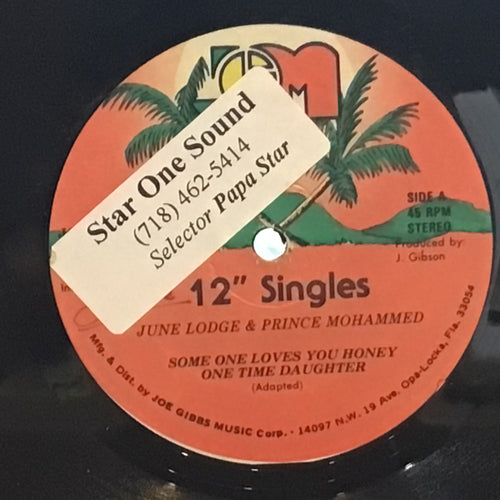 Star One Sound
(718) 462-5414
Selector Papa Star
SIDE A
45 RPM
STEREO
Produced by:
J. Gibson
12" Singles
JUNE LODGE & PRINCE MOHAMMED
SOME ONE LOVES YOU HONEY
ONE TIME DAUGHTER
(Adapted)
Mfg. & Dist. by JOE GIBBS MUSIC Corp. · 14097 N.W. 19 Ave. Opa-Locka, Fla. 33054